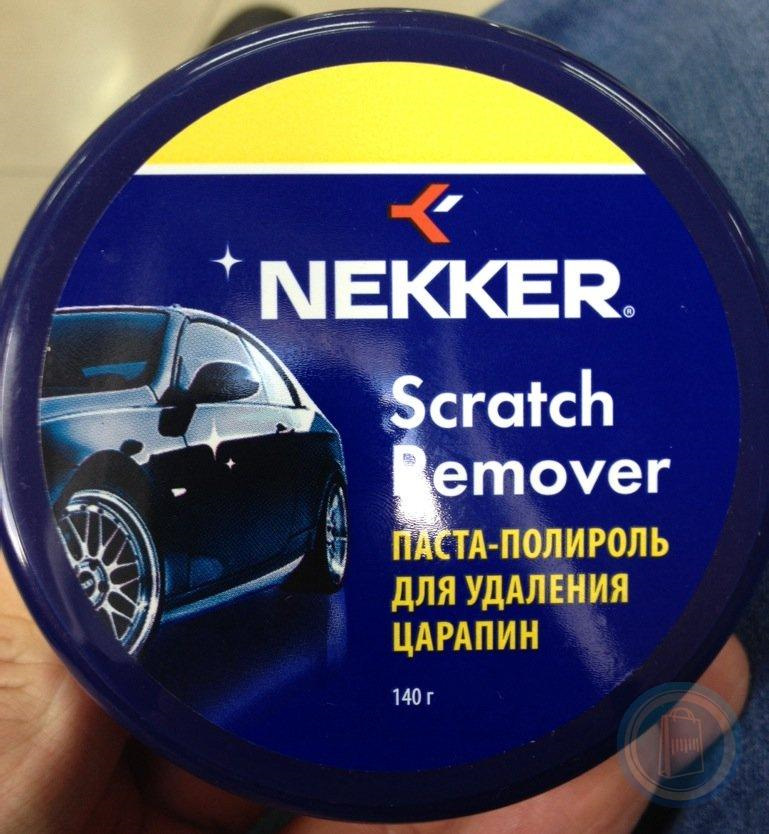 NEKKER®
Scratch
Remover
ПАСТА-ПОЛИРОЛЬ
ДЛЯ УДАЛЕНИЯ
ЦАРАПИН
140 г